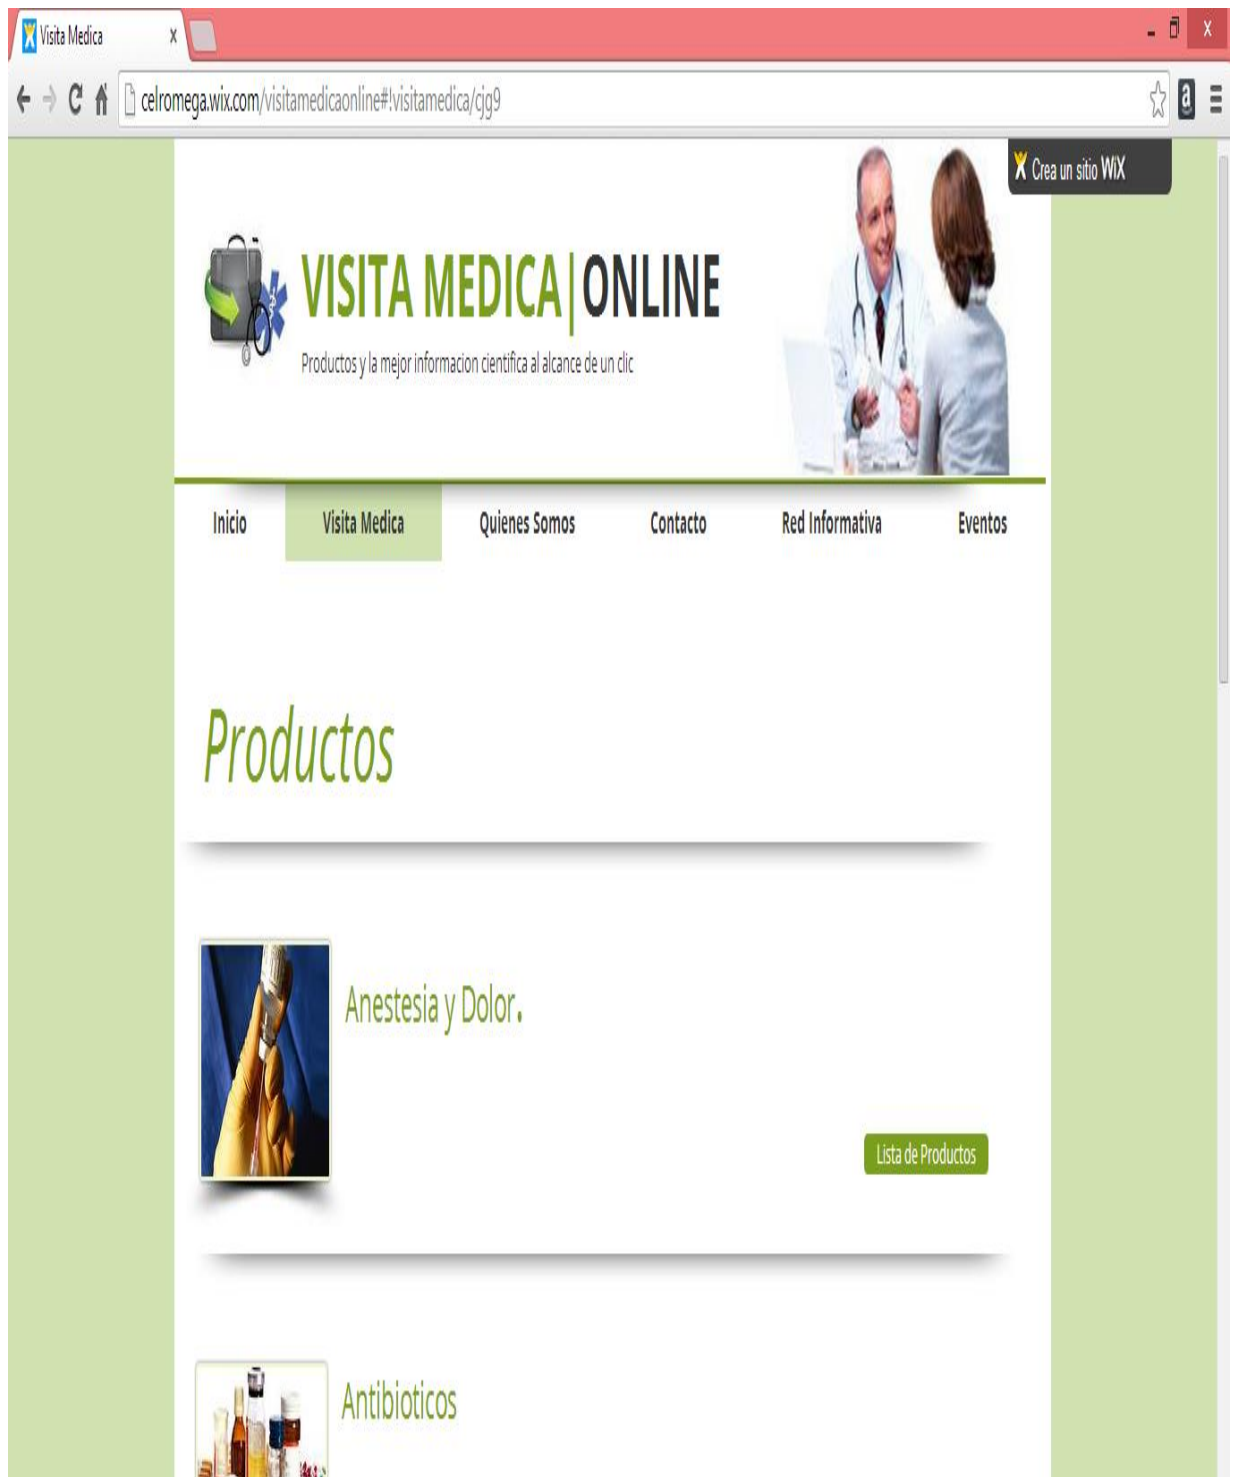 Visita Medica
celromega.wix.com/visitamedicaonline#!visitamedica/cjg9
Crea un sitio WiX
VISITA MEDICA|ONLINE
Productos y la mejor informacion cientifica al alcance de un clic
Inicio Visita Medica Quienes Somos Contacto Red Informativa Eventos
Productos
Anestesia y Dolor.
Lista de Productos
Antibioticos